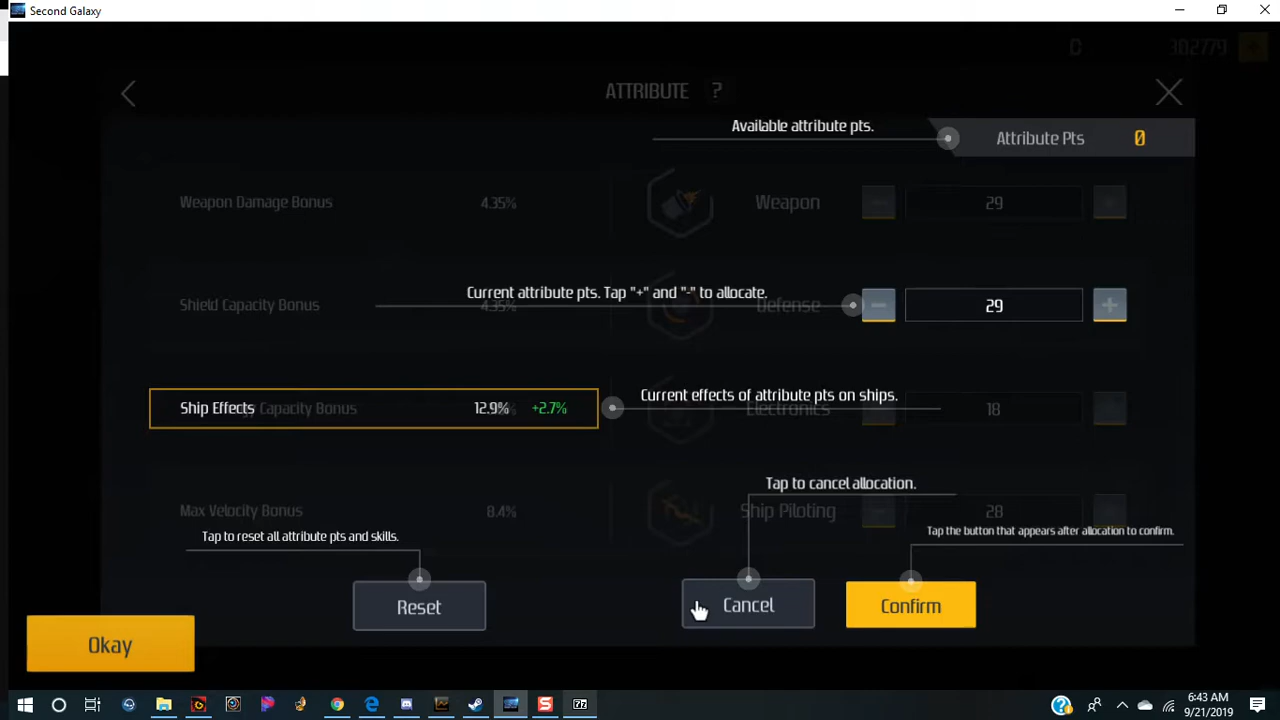 Second Galaxy
302779
ATTRIBUTE ?
Available attribute pts.
Attribute Pts 0
Weapon Damage Bonus 4.35% Weapon 29
Current attribute pts. Tap "+" and "-" to allocate.
Shield Capacity Bonus 4.35% Defense - 29 +
Current effects of attribute pts on ships.
Ship Effects Capacity Bonus 12.9% +2.7% Electronics 18
Tap to cancel allocation.
Max Velocity Bonus 8.4% Ship Piloting 28
Tap to reset all attribute pts and skills.
Tap the button that appears after allocation to confirm.
Reset
Cancel
Confirm
Okay
6:43 AM
9/21/2019